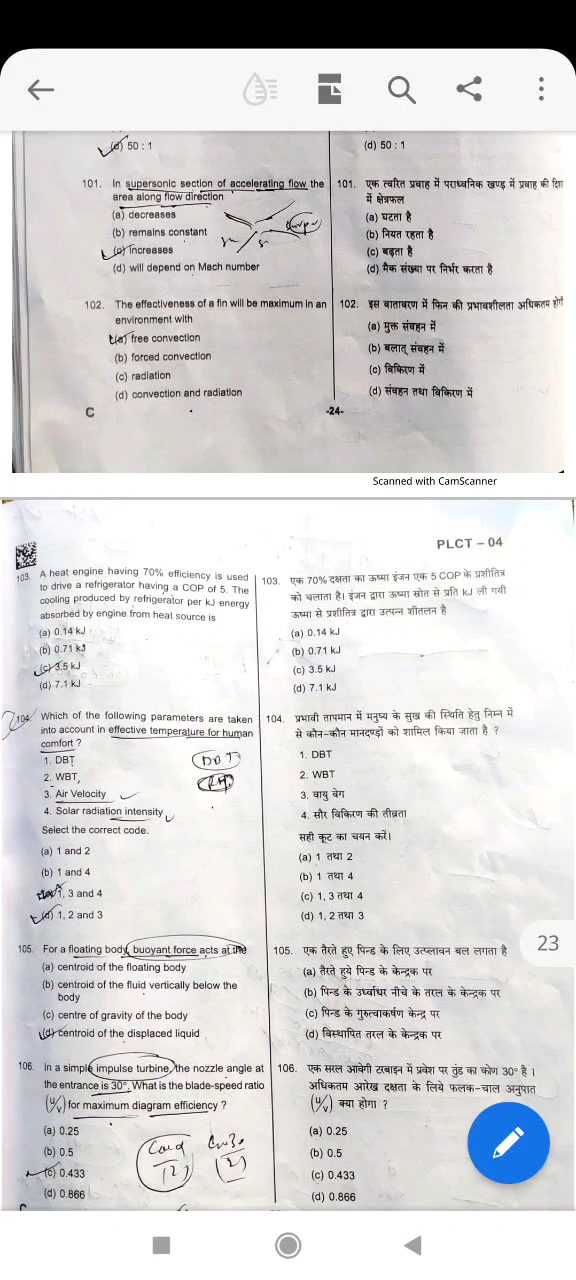 (d) 50 : 1
101. In supersonic section of accelerating flow the
area along flow direction
(a) decreases
(b) remains constant
(c) increases
(d) will depend on Mach number
102. The effectiveness of a fin will be maximum in an
environment with
(a) free convection
(b) forced convection
(c) radiation
(d) convection and radiation
C
(d) 50 : 1
101. एक त्वरित प्रवाह में पराध्वनिक खण्ड में प्रवाह की
में क्षेत्रफल
(a) घटता है
(b) नियत रहता है
(c) बढ़ता है
(d) मैक संख्या पर निर्भर करता है
102. इस वातावरण में फिन की प्रभावशीलता अधिकतम
(a) मुक्त संवहन में
(b) बलात् संवहन में
(c) विकिरण में
(d) संवहन तथा विकिरण में
-24-
Scanned with CamScanner
PLCT – 04
103. A heat engine having 70% efficiency is used
to drive a refrigerator having a COP of 5. The
cooling produced by refrigerator per kJ energy
absorbed by engine from heat source is
(a) 0.14 kJ
(b) 0.71 kJ
(c) 3.5 kJ
(d) 7.1 kJ
104. Which of the following parameters are taken
into account in effective temperature for human
comfort ?
1. DBT
2. WBT
3. Air Velocity
4. Solar radiation intensity
Select the correct code.
(a) 1 and 2
(b) 1 and 4
1, 3 and 4
(d) 1, 2 and 3
105. For a floating body, buoyant force acts at the
(a) centroid of the floating body
(b) centroid of the fluid vertically below the
body
(c) centre of gravity of the body
(d) centroid of the displaced liquid
106. In a simple impulse turbine, the nozzle angle at
the entrance is 30°. What is the blade-speed ratio
(u/v) for maximum diagram efficiency ?
(a) 0.25
(b) 0.5
(c) 0.433
(d) 0.866
103. एक 70% दक्षता का ऊष्मा इंजन एक 5 COP के प्रशीतित्र
को चलाता है। इंजन द्वारा ऊष्मा स्रोत से प्रति kJ ली गयी
ऊष्मा से प्रशीतित्र द्वारा उत्पन्न शीतलन है
(a) 0.14 kJ
(b) 0.71 kJ
(c) 3.5 kJ
(d) 7.1 kJ
104. प्रभावी तापमान में मनुष्य के सुख की स्थिति हेतु निम्न में
से कौन-कौन मानदण्डों को शामिल किया जाता है ?
1. DBT
2. WBT
3. वायु वेग
4. सौर विकिरण की तीव्रता
सही कूट का चयन करें।
(a) 1 तथा 2
(b) 1 तथा 4
(c) 1, 3 तथा 4
(d) 1, 2 तथा 3
105. एक तैरते हुए पिन्ड के लिए उत्प्लावन बल लगता है
(a) तैरते हुये पिन्ड के केन्द्रक पर
(b) पिन्ड के उर्ध्वाधर नीचे के तरल के केन्द्रक पर
(c) पिन्ड के गुरुत्वाकर्षण केन्द्र पर
(d) विस्थापित तरल के केन्द्रक पर
106. एक सरल आवेगी टरबाइन में प्रवेश पर तुंड का कोण 30° है ।
अधिकतम आरेख दक्षता के लिये फलक-चाल अनुपात
(u/v) क्या होगा ?
(a) 0.25
(b) 0.5
(c) 0.433
(d) 0.866
23